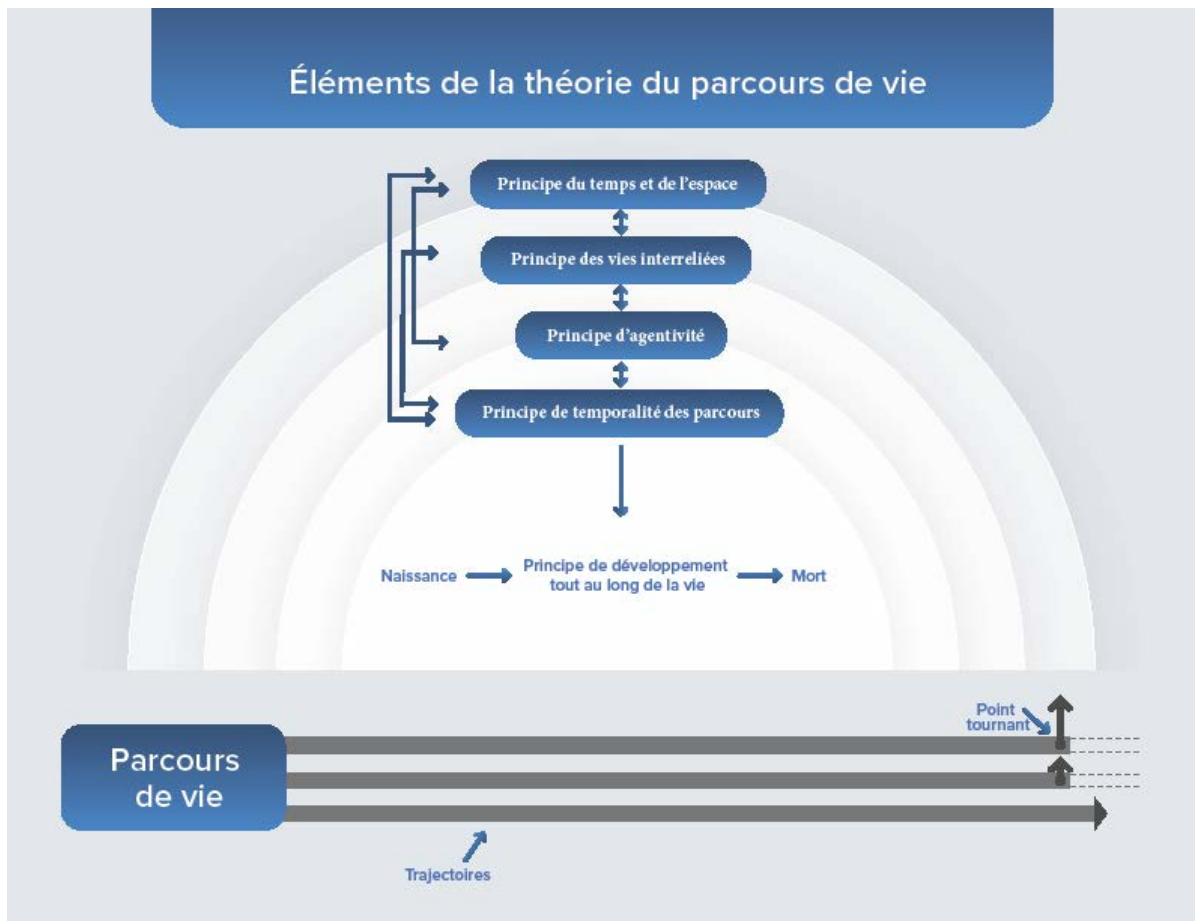 Éléments de la théorie du parcours de vie
Principe du temps et de l'espace
Principe des vies interreliées
Principe d'agentivité
Principe de temporalité des parcours
Naissance
Principe de développement
tout au long de la vie
Mort
Point
tournant
Parcours
de vie
Trajectoires